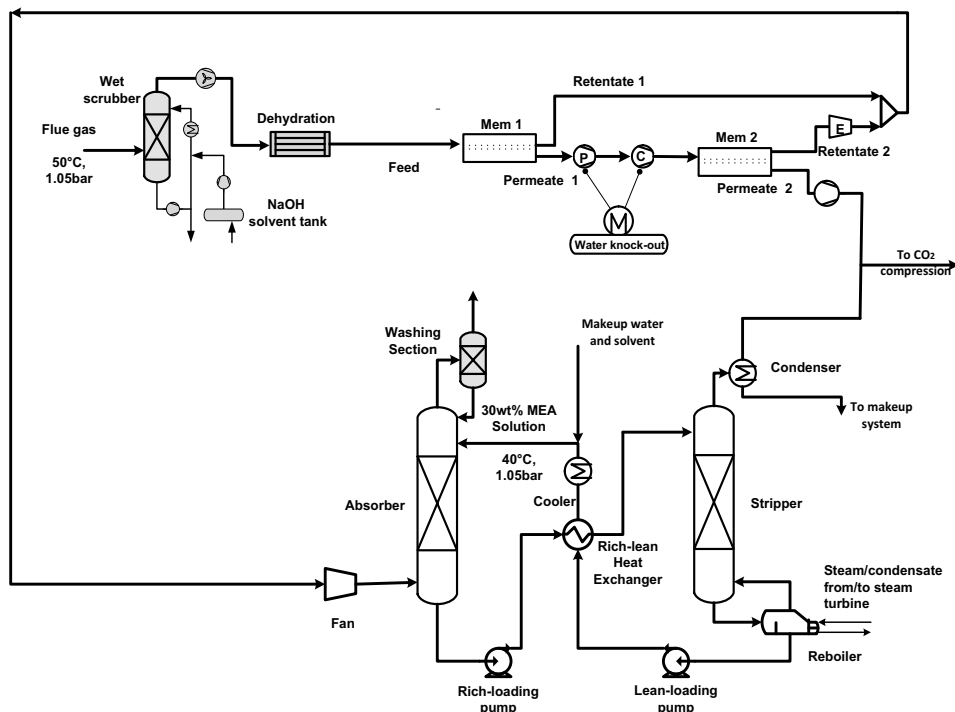 Wet
scrubber
Flue gas
50°C,
1.05bar
NaOH
solvent tank
Dehydration
Feed
Retentate 1
Mem 1
Permeate 1
P
C
M
Water knock-out
Mem 2
Permeate 2
E
Retentate 2
To CO₂
compression
Washing
Section
Makeup water
and solvent
30wt% MEA
Solution
40°C,
1.05bar
Cooler
Absorber
Fan
Rich-lean
Heat
Exchanger
Rich-loading
pump
Lean-loading
pump
Condenser
To makeup
system
Stripper
Steam/condensate
from/to steam
turbine
Reboiler